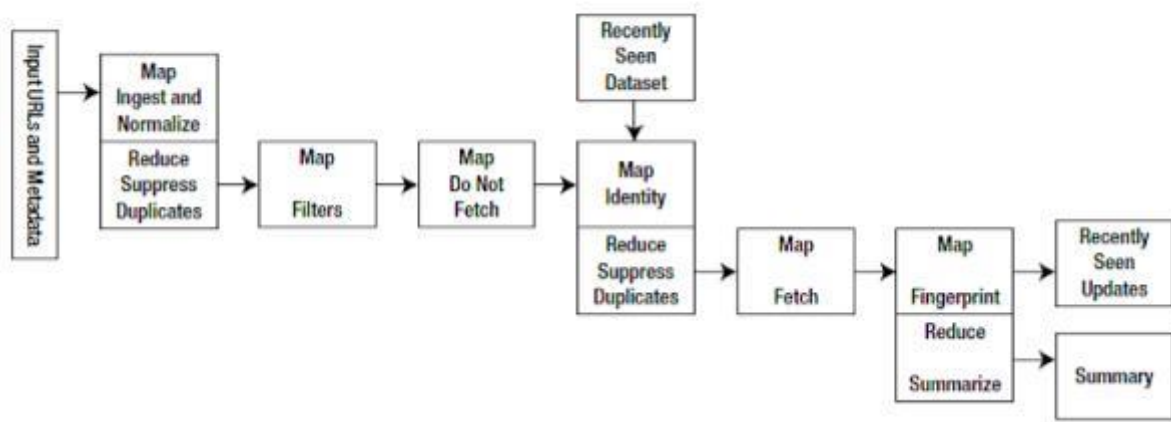 Input URLs and Metadata
Map
Ingest and
Normalize
Reduce
Suppress
Duplicates
Map
Filters
Map
Do Not
Fetch
Recently
Seen
Dataset
Map
Identity
Reduce
Suppress
Duplicates
Map
Fetch
Map
Fingerprint
Reduce
Summarize
Recently
Seen
Updates
Summary